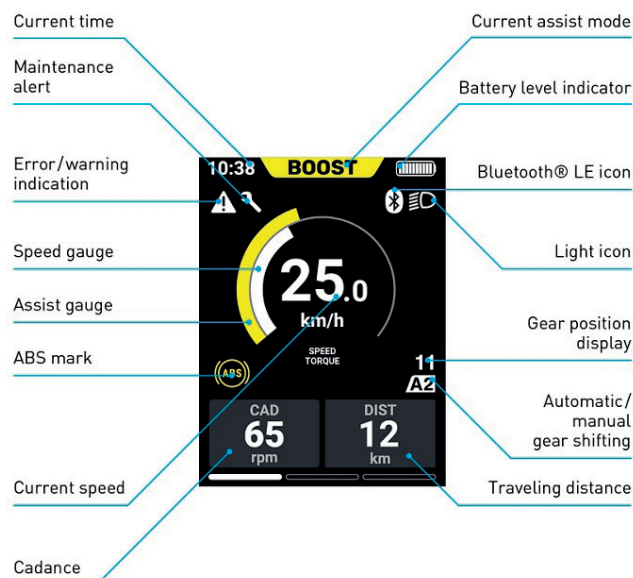 Current time
Current assist mode
Maintenance
alert
Battery level indicator
10:38
BOOST
Error/warning
indication
Bluetooth® LE icon
Speed gauge
Light icon
25.0
km/h
Assist gauge
Gear position
display
ABS mark
SPEED
TORQUE
11
(ABS)
A2
Automatic/
manual
gear shifting
CAD
65
rpm
DIST
12
km
Current speed
Traveling distance
Cadance